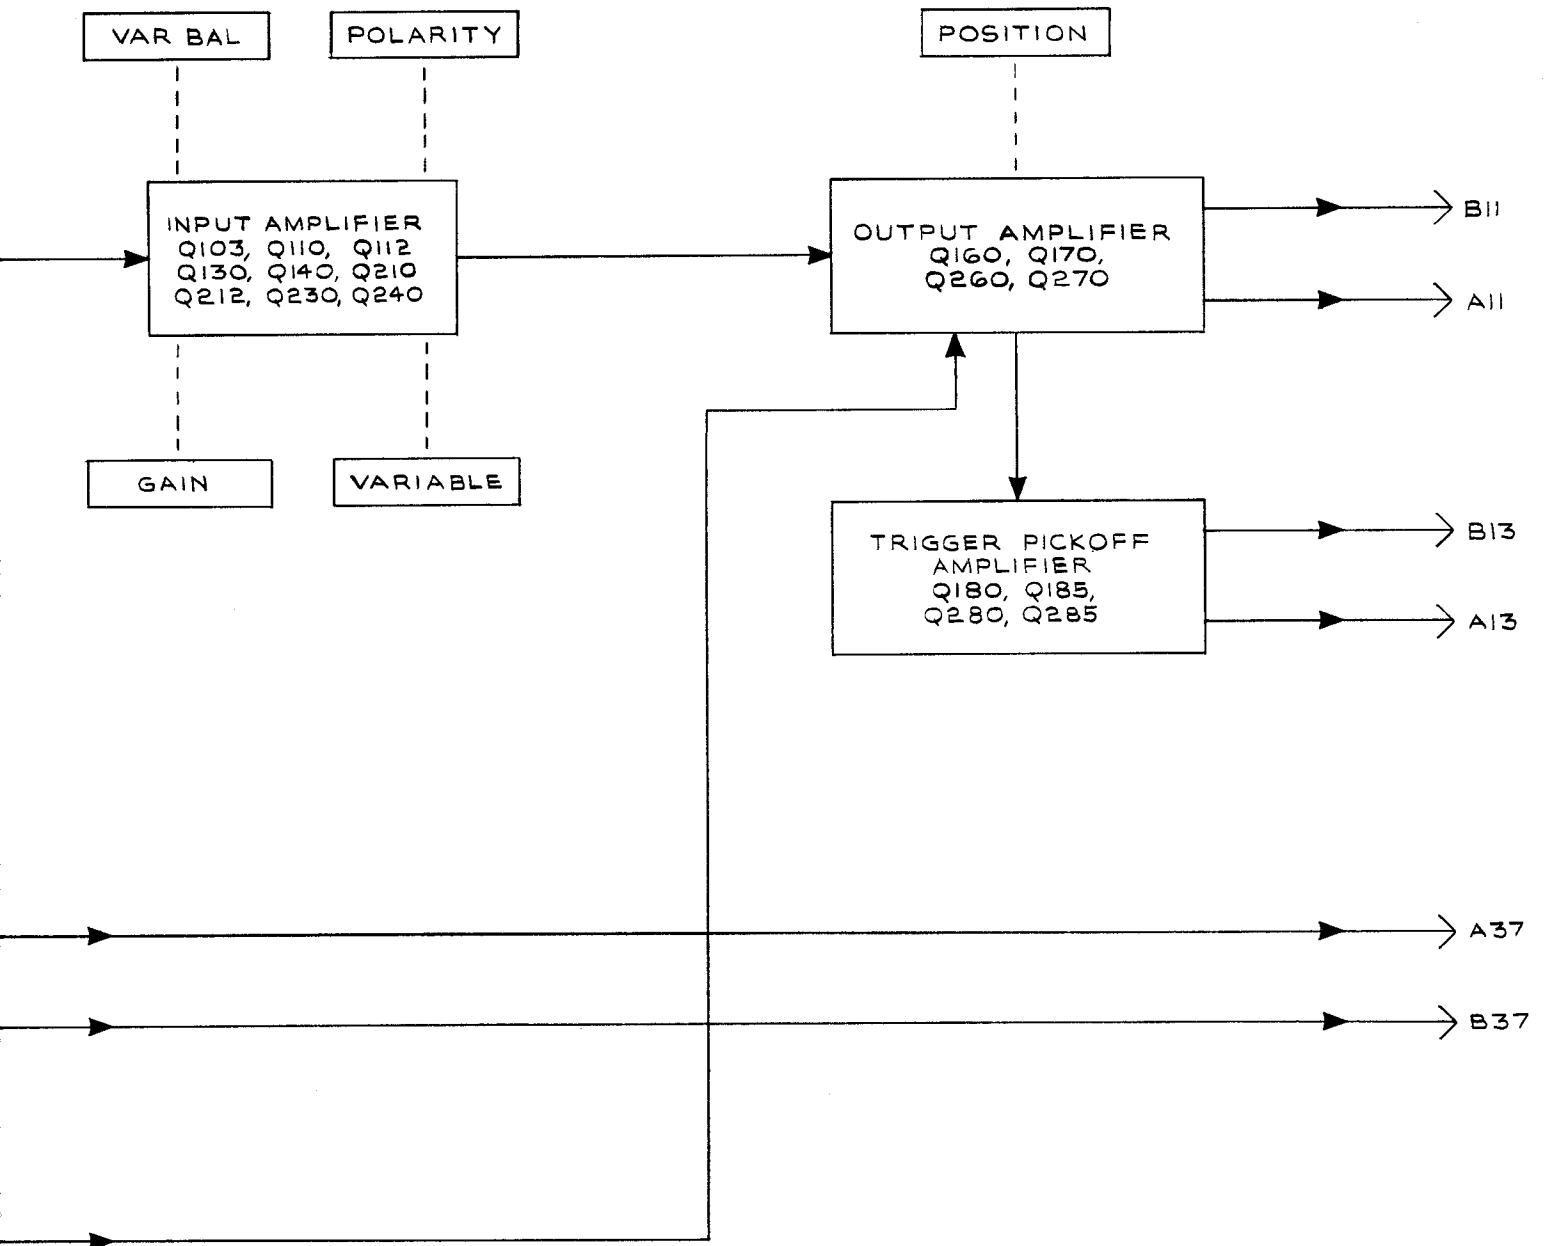 VAR BAL
POLARITY
POSITION
INPUT AMPLIFIER
Q103, Q110, Q112
Q130, Q140, Q210
Q212, Q230, Q240
OUTPUT AMPLIFIER
Q160, Q170,
Q260, Q270
B11
A11
GAIN
VARIABLE
TRIGGER PICKOFF
AMPLIFIER
Q180, Q185,
Q280, Q285
B13
A13
A37
B37